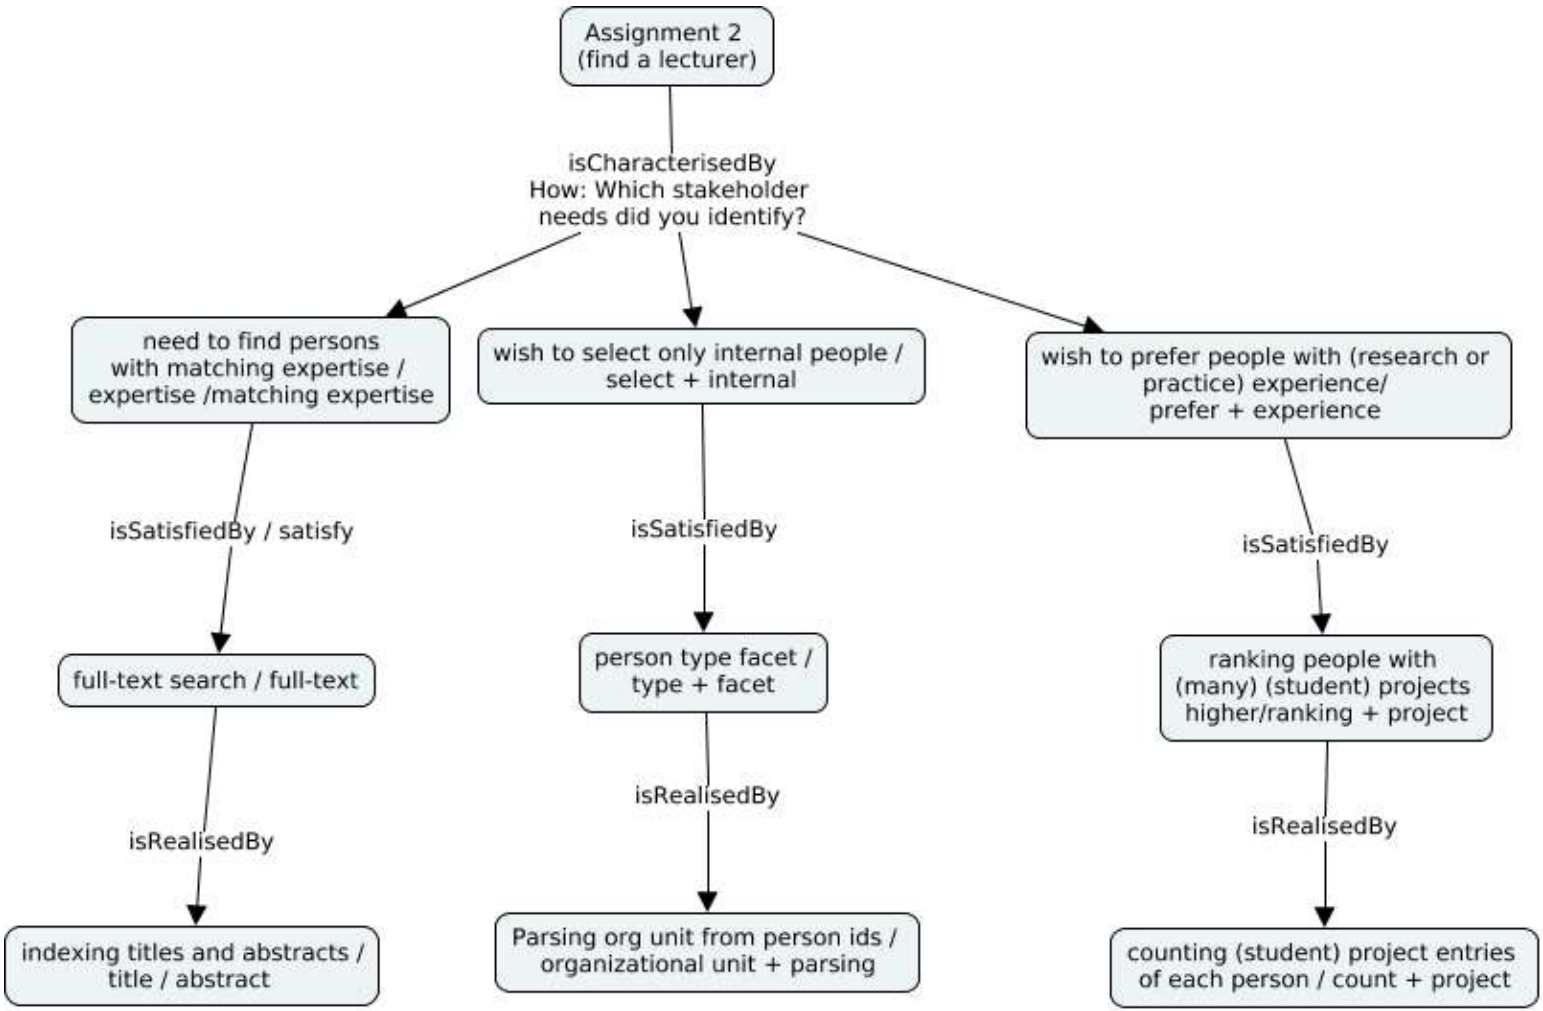 Assignment 2
(find a lecturer)
isCharacterisedBy
How: Which stakeholder
needs did you identify?
need to find persons
with matching expertise /
expertise /matching expertise
wish to select only internal people /
select + internal
wish to prefer people with (research or
practice) experience/
prefer + experience
isSatisfiedBy / satisfy
isSatisfiedBy
isSatisfiedBy
full-text search / full-text
person type facet /
type + facet
ranking people with
(many) (student) projects
higher/ranking + project
isRealisedBy
isRealisedBy
isRealisedBy
indexing titles and abstracts /
title / abstract
Parsing org unit from person ids /
organizational unit + parsing
counting (student) project entries
of each person / count + project